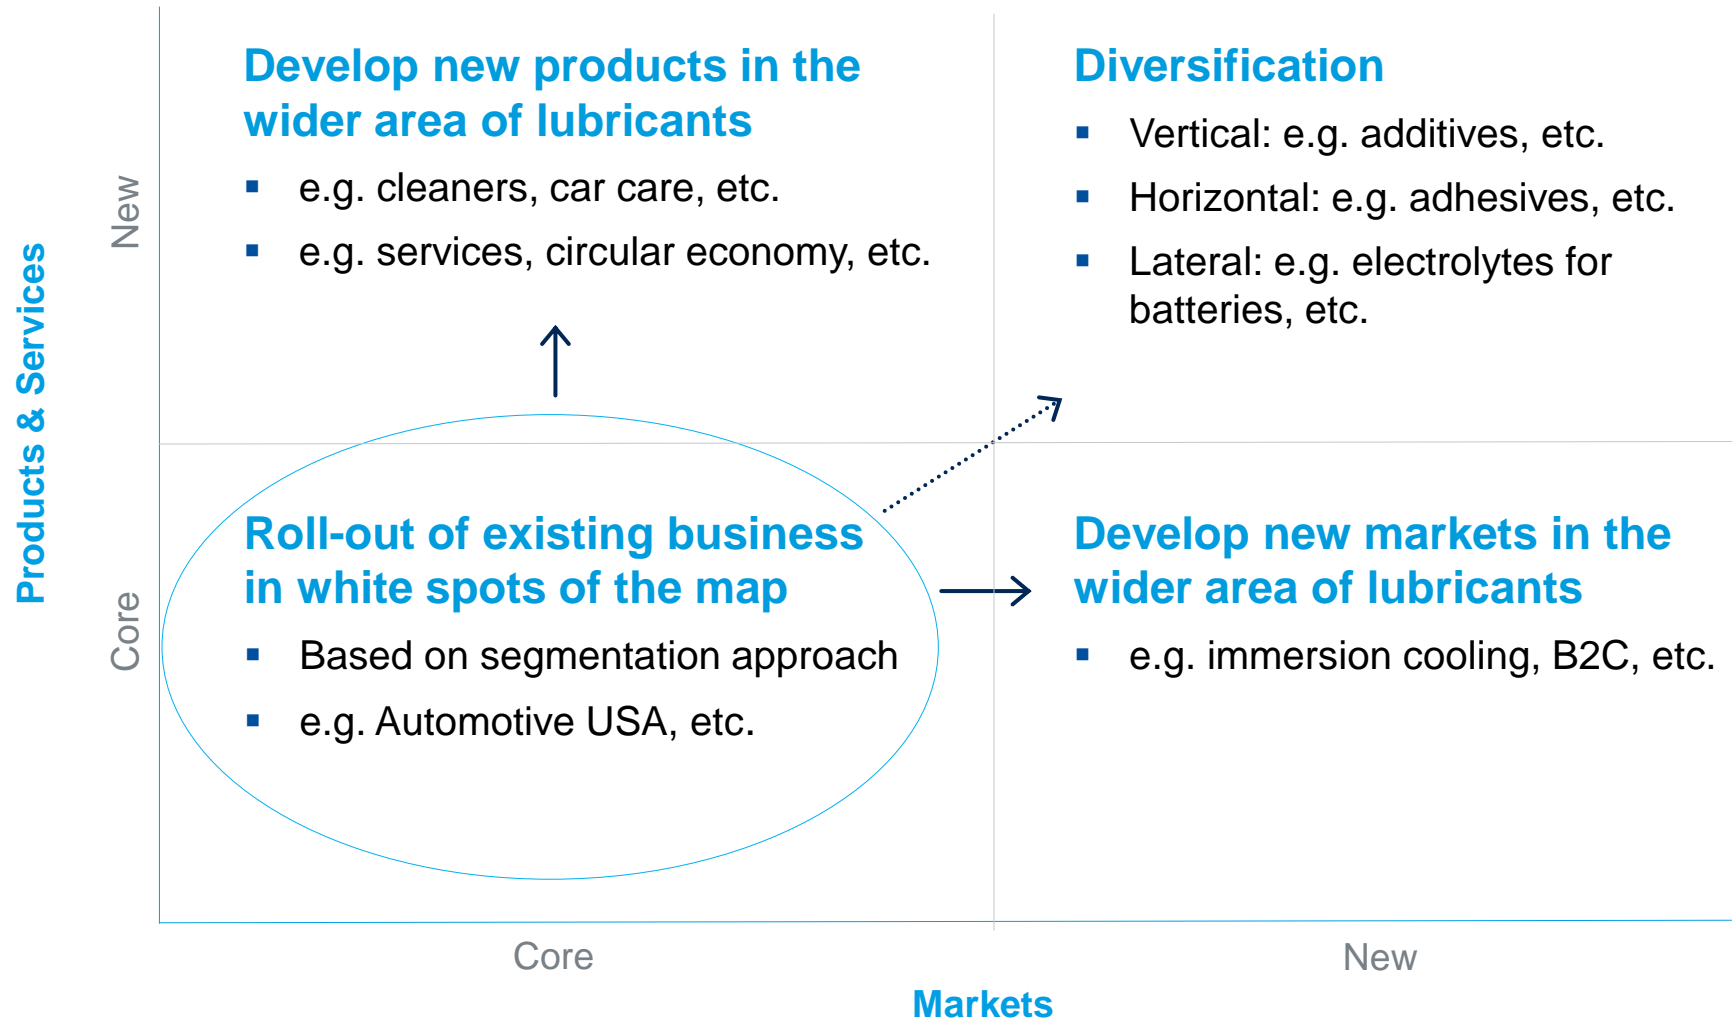 Products & Services
New
Core
Develop new products in the
wider area of lubricants
▪ e.g. cleaners, car care, etc.
▪ e.g. services, circular economy, etc.
Diversification
▪ Vertical: e.g. additives, etc.
▪ Horizontal: e.g. adhesives, etc.
▪ Lateral: e.g. electrolytes for
batteries, etc.
Roll-out of existing business
in white spots of the map
▪ Based on segmentation approach
▪ e.g. Automotive USA, etc.
Develop new markets in the
wider area of lubricants
▪ e.g. immersion cooling, B2C, etc.
Core
New
Markets